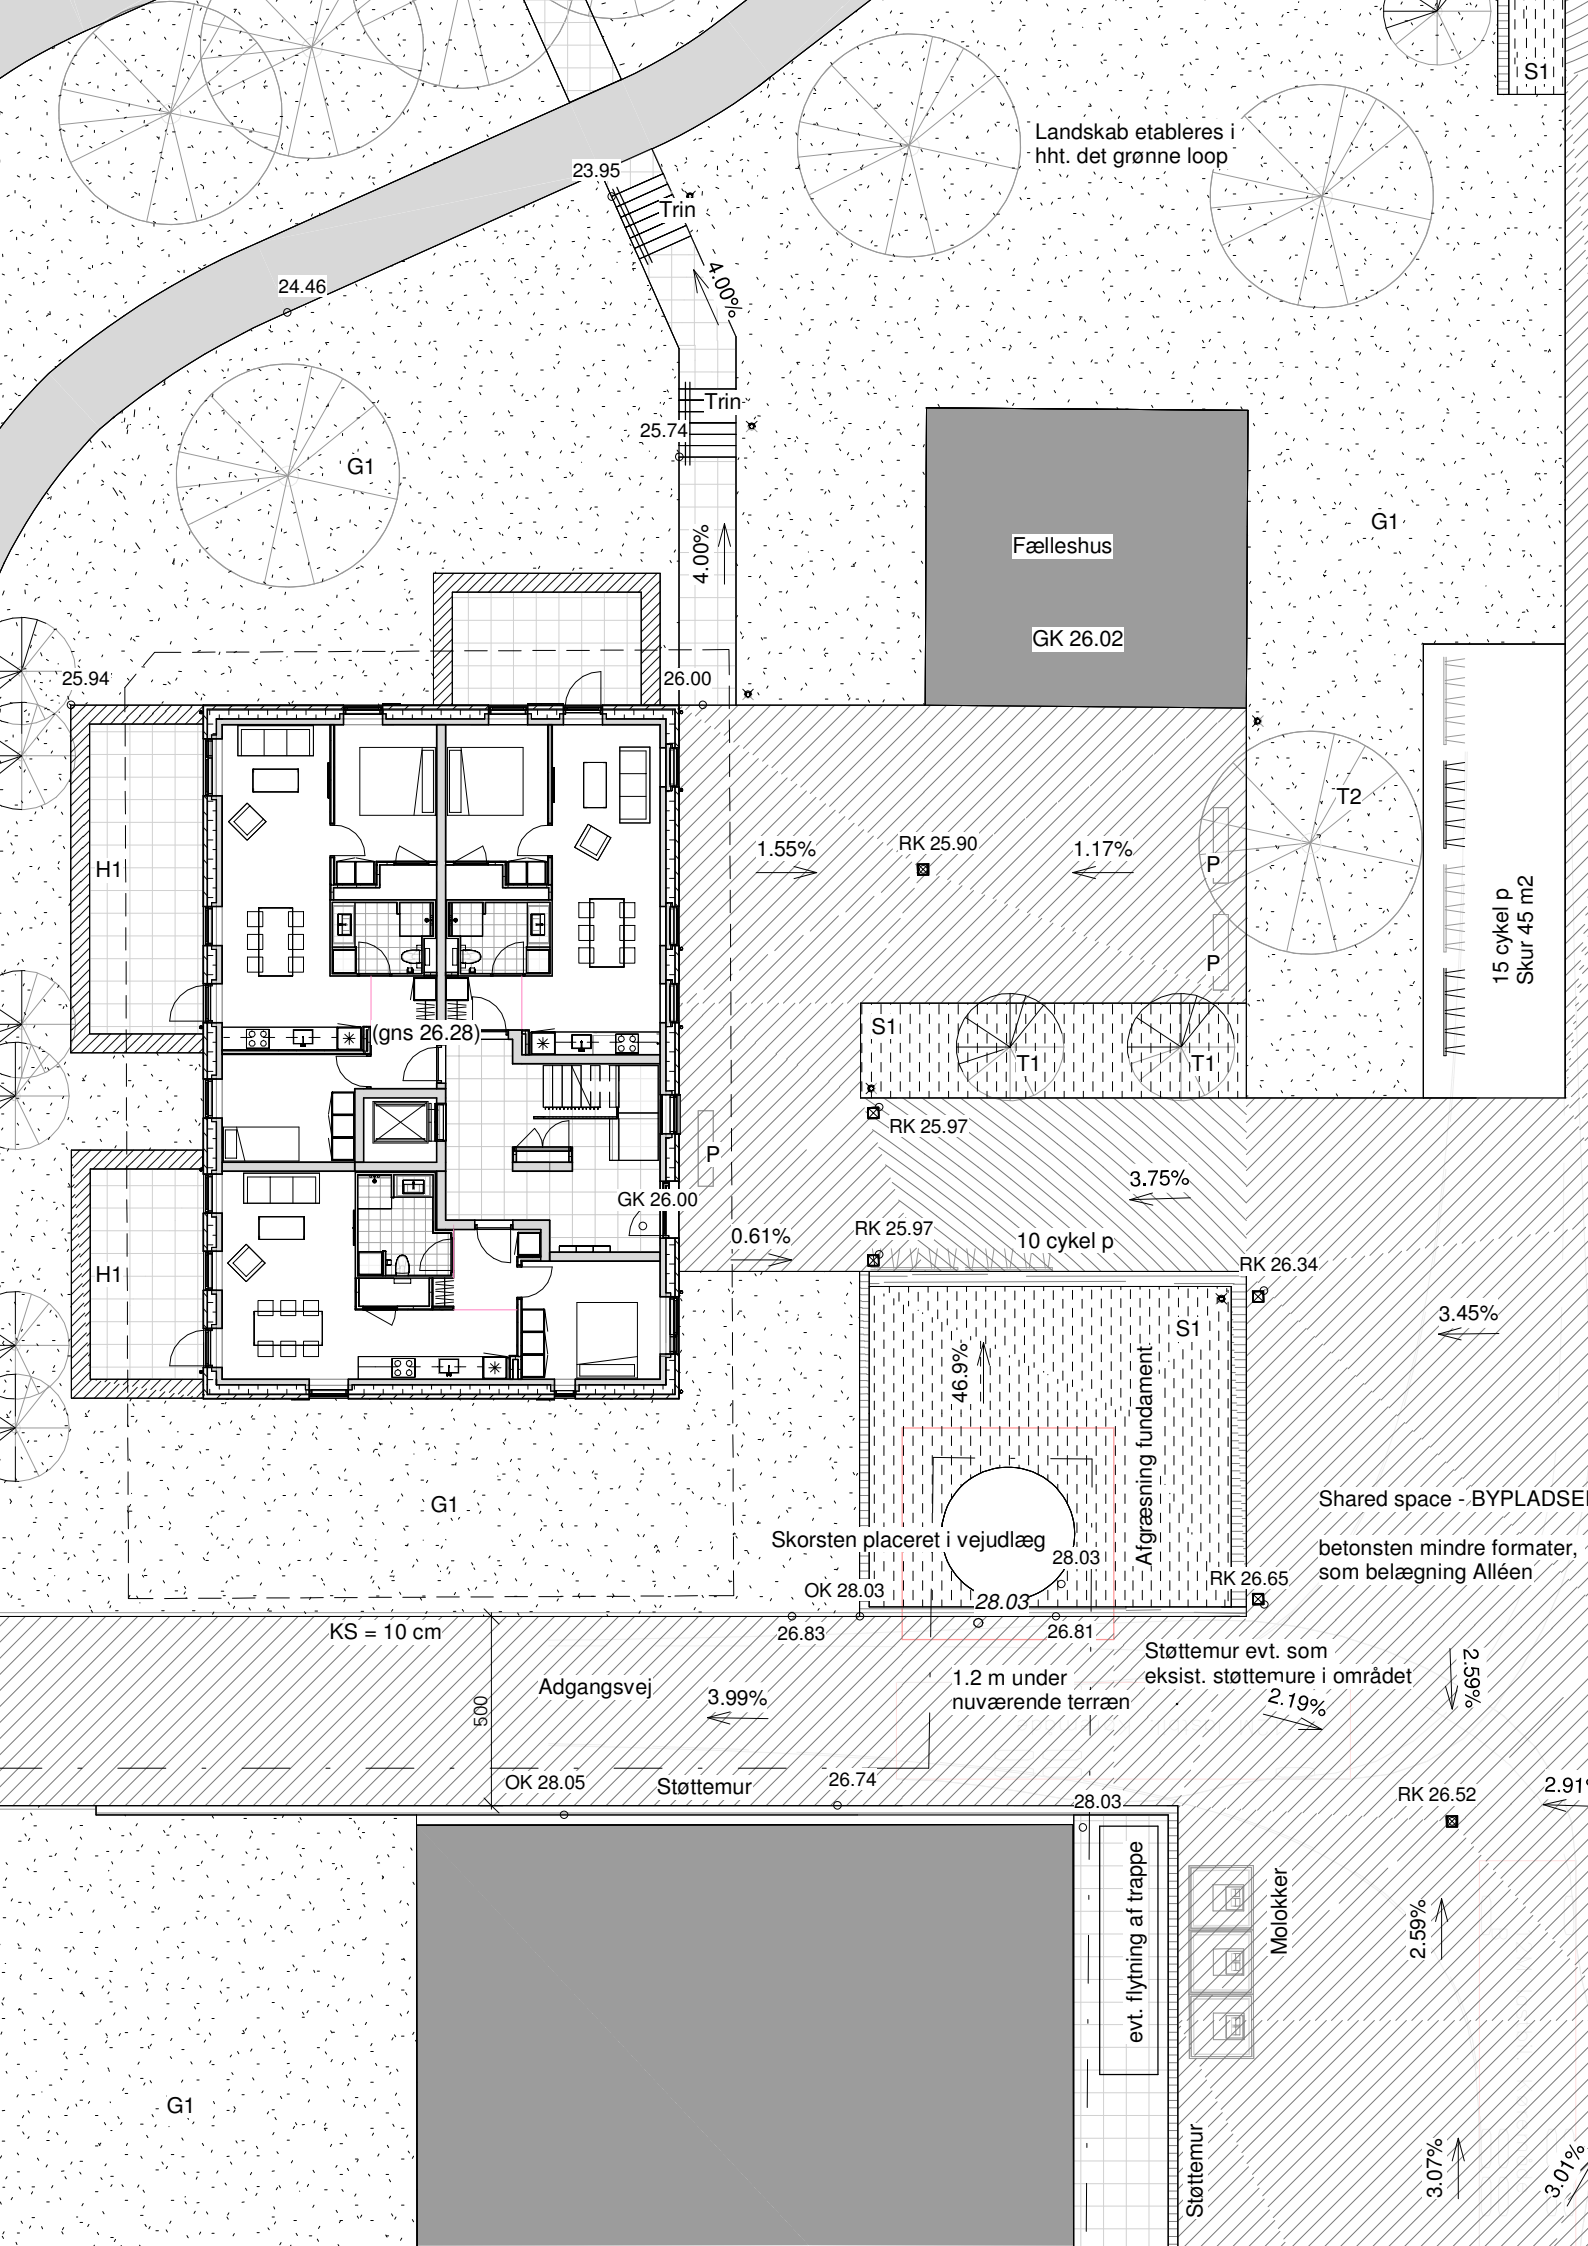 S1
Landskab etableres i
hht. det grønne loop
23.95
Trin
4.00%
24.46
Trin
25.74
G1
G1
4.00%
Fælleshus
GK 26.02
25.94
26.00
T2
H1
1.55%
RK 25.90
1.17%
P
P
15 cykel p
Skur 45 m2
(gns 26.28)
S1
T1
T1
RK 25.97
P
3.75%
GK 26.00
0.61%
RK 25.97
10 cykel p
RK 26.34
H1
3.45%
S1
46.9%
Afgræsning fundament
G1
Shared space - BYPLADSE
Skorsten placeret i vejudlæg
28.03
betonsten mindre formater,
som belægning Alléen
OK 28.03
28.03
RK 26.65
KS = 10 cm
26.83
26.81
Støttemur evt. som
eksist. støttemure i området
1.2 m under
nuværende terræn
Adgangsvej
3.99%
500
2.19%
2.59%
OK 28.05
Støttemur
26.74
28.03
RK 26.52
2.91%
evt. flytning af trappe
Molokker
2.59%
G1
Støttemur
3.07%
3.01%